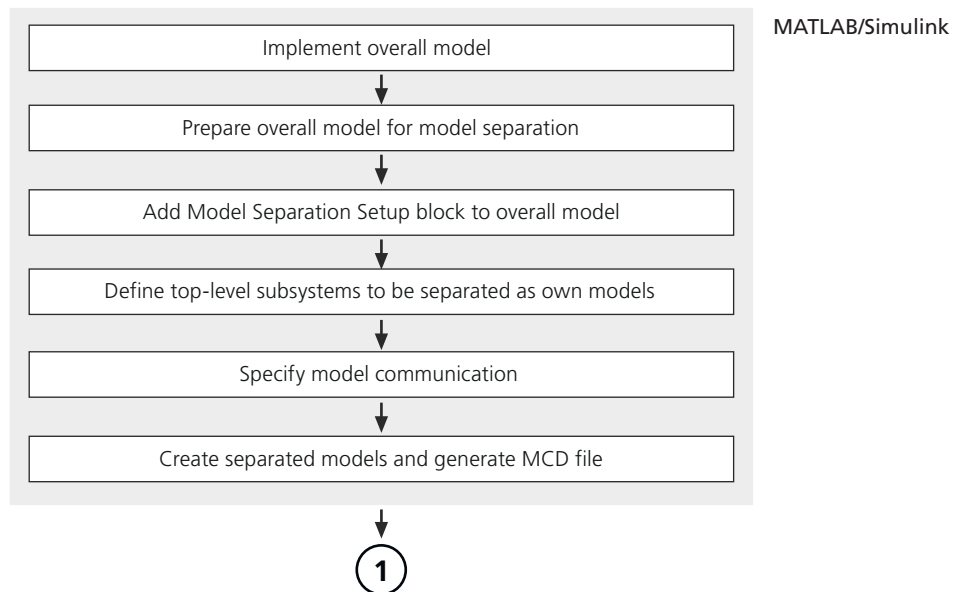 MATLAB/Simulink
Implement overall model
Prepare overall model for model separation
Add Model Separation Setup block to overall model
Define top-level subsystems to be separated as own models
Specify model communication
Create separated models and generate MCD file
1